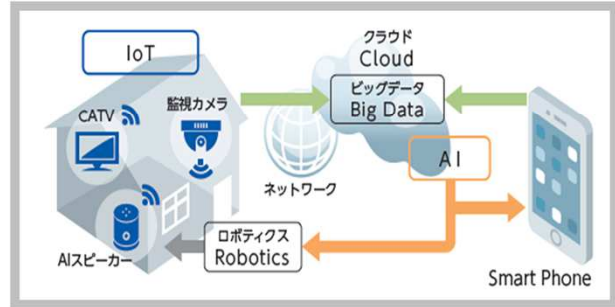 IoT
CATV
監視カメラ
AIスピーカー
クラウド
Cloud
ビッグデータ
Big Data
ネットワーク
AI
ロボティクス
Robotics
Smart Phone